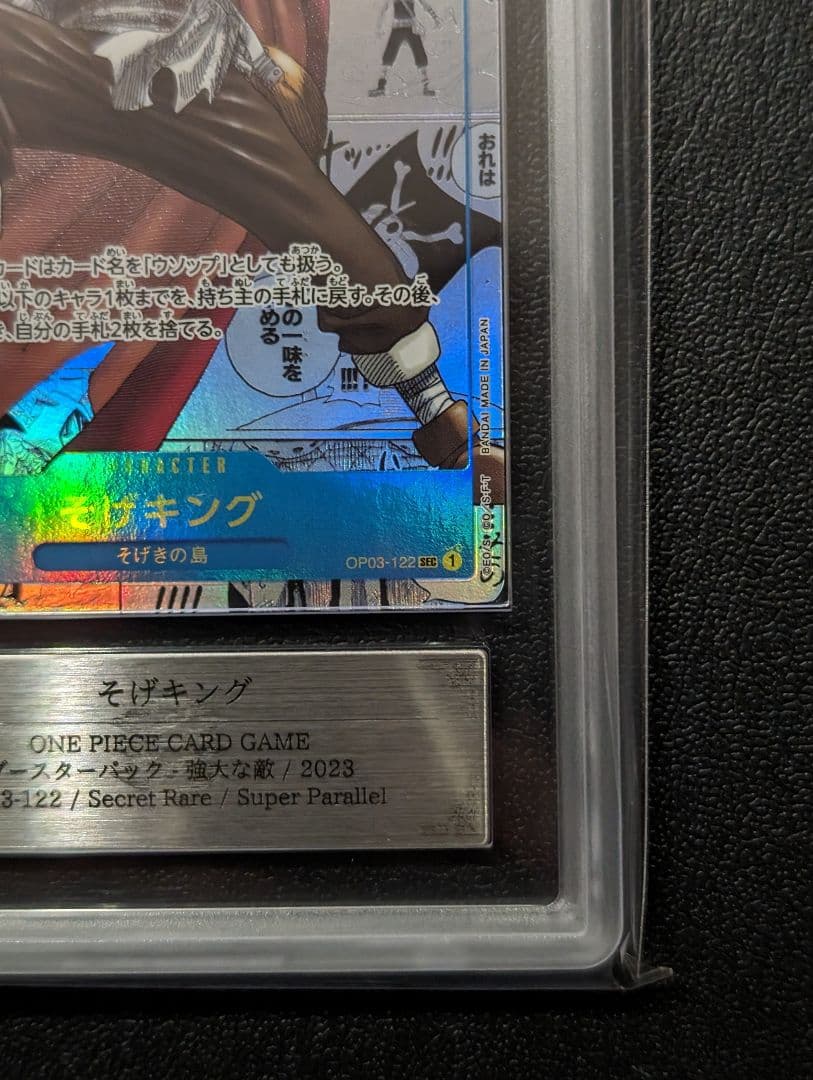 おれは
カードはカード名を「ウソップ」としても扱う。
以下のキャラ1枚までを、持ち主の手札に戻す。その後、
、自分の手札2枚を捨てる。
の一味を
める
!!!
BANDAI MADE IN JAPAN
CHARACTER
そげキング
そげきの島
OP03-122 SEC 1
そげキング
ONE PIECE CARD GAME
ブースターパック - 強大な敵 / 2023
3-122 / Secret Rare / Super Parallel